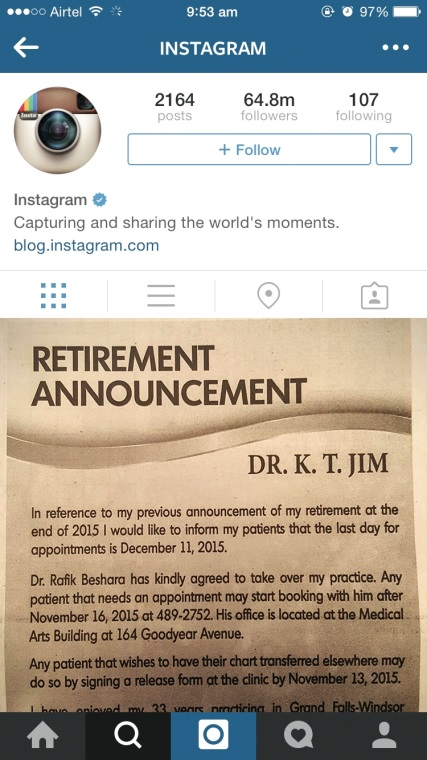 Airtel 9:53 am 97%
INSTAGRAM
2164 64.8m 107
posts followers following
+ Follow
Instagram
Capturing and sharing the world's moments.
blog.instagram.com
RETIREMENT
ANNOUNCEMENT
DR. K. T. JIM
In reference to my previous announcement of my retirement at the
end of 2015 I would like to inform my patients that the last day for
appointments is December 11, 2015.
Dr. Rafik Beshara has kindly agreed to take over my practice. Any
patient that needs an appointment may start booking with him after
November 16, 2015 at 489-2752. His office is located at the Medical
Arts Building at 164 Goodyear Avenue.
Any patient that wishes to have their chart transferred elsewhere may
do so by signing a release form at the clinic by November 13, 2015.
I have enjoyed my 33 years practicing in Grand Falls-Windsor